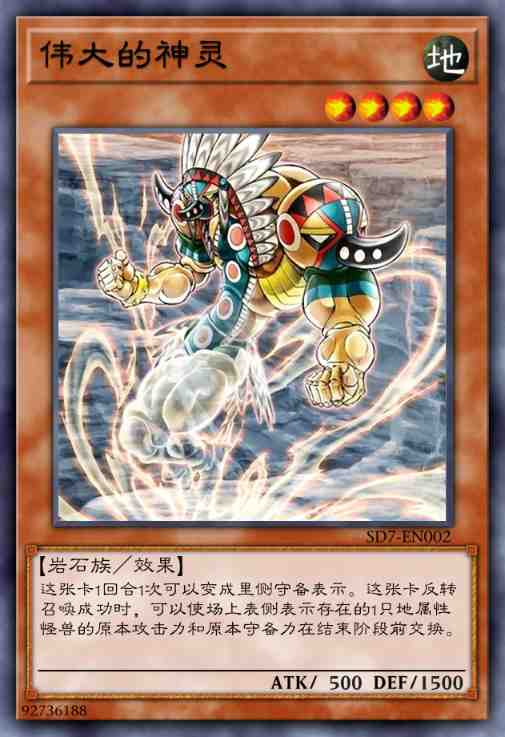 伟大的神灵
地
SD7-EN002
【岩石族／效果】
这张卡1回合1次可以变成里侧守备表示。这张卡反转
召唤成功时，可以使场上表侧表示存在的1只地属性
怪兽的原本攻击力和原本守备力在结束阶段前交换。
ATK/ 500 DEF/1500
92736188